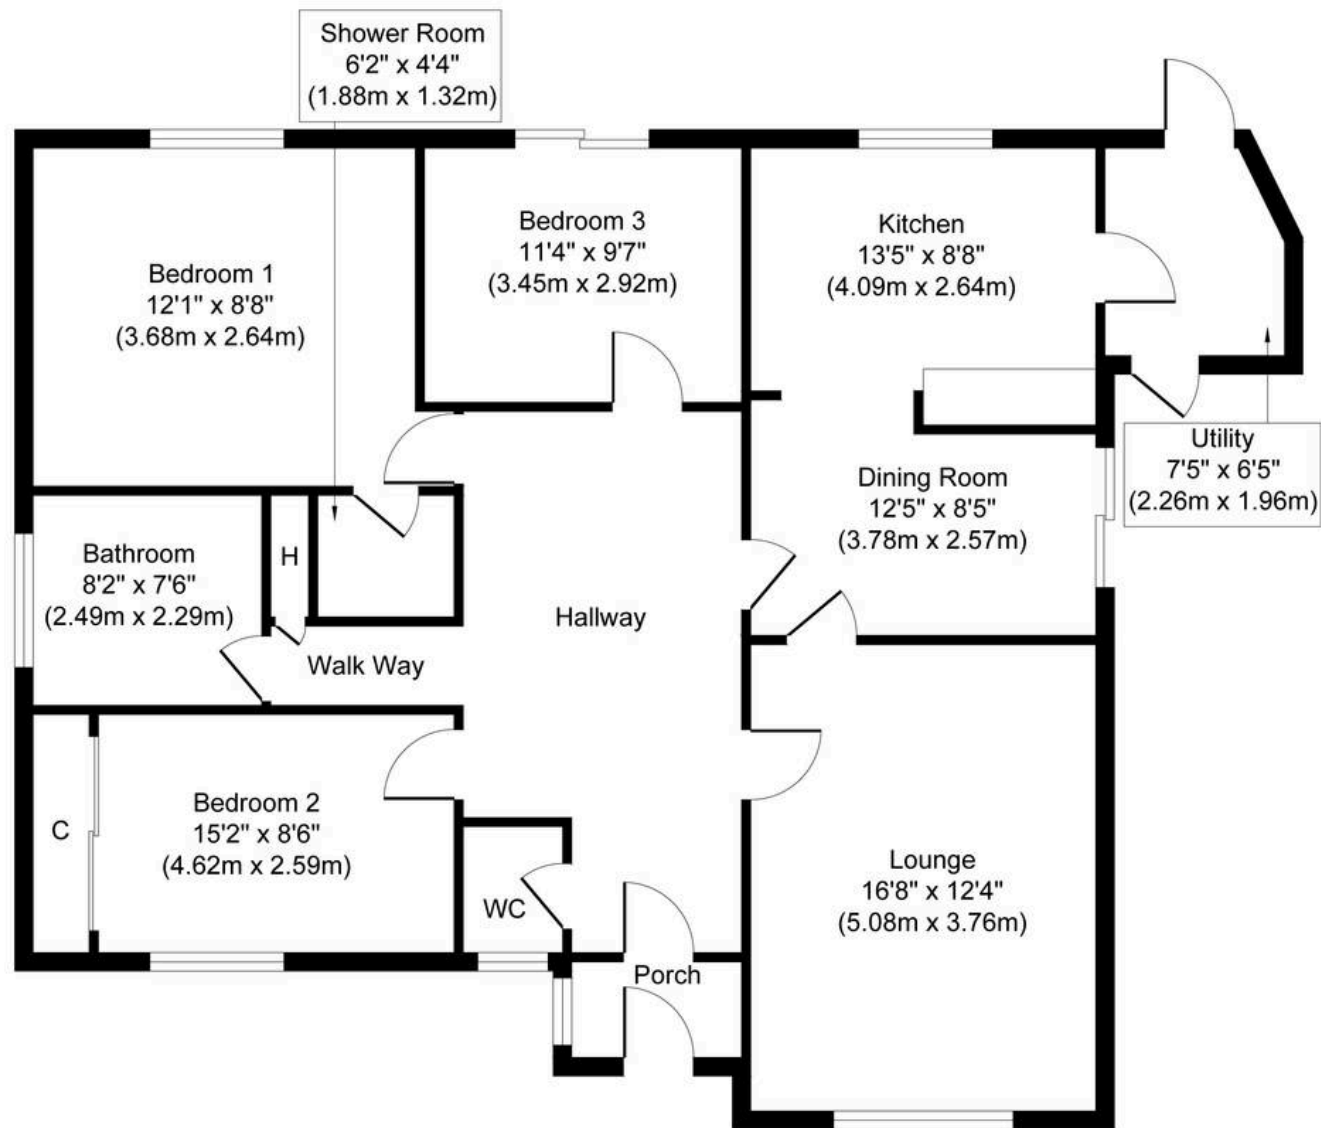 Shower Room
6'2" x 4'4"
(1.88m x 1.32m)
Bedroom 1
12'1" x 8'8"
(3.68m x 2.64m)
Bedroom 3
11'4" x 9'7"
(3.45m x 2.92m)
Kitchen
13'5" x 8'8"
(4.09m x 2.64m)
Utility
7'5" x 6'5"
(2.26m x 1.96m)
Dining Room
12'5" x 8'5"
(3.78m x 2.57m)
Bathroom
8'2" x 7'6"
(2.49m x 2.29m)
H
Hallway
Walk Way
Bedroom 2
15'2" x 8'6"
(4.62m x 2.59m)
C
WC
Lounge
16'8" x 12'4"
(5.08m x 3.76m)
Porch